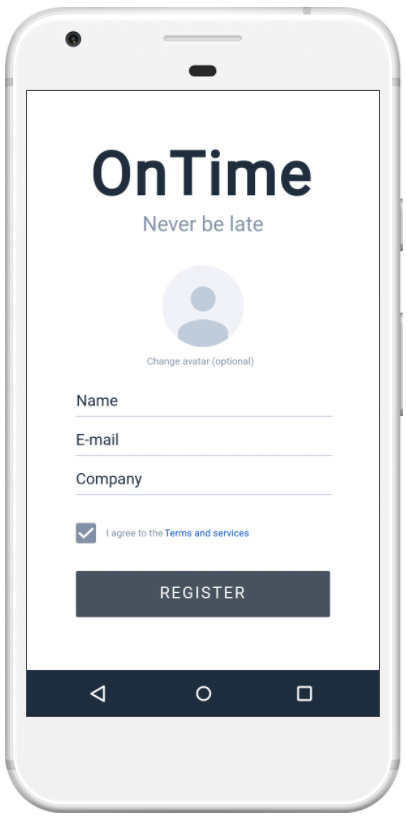 OnTime
Never be late
Change avatar (optional)
Name
E-mail
Company
I agree to the Terms and services
REGISTER